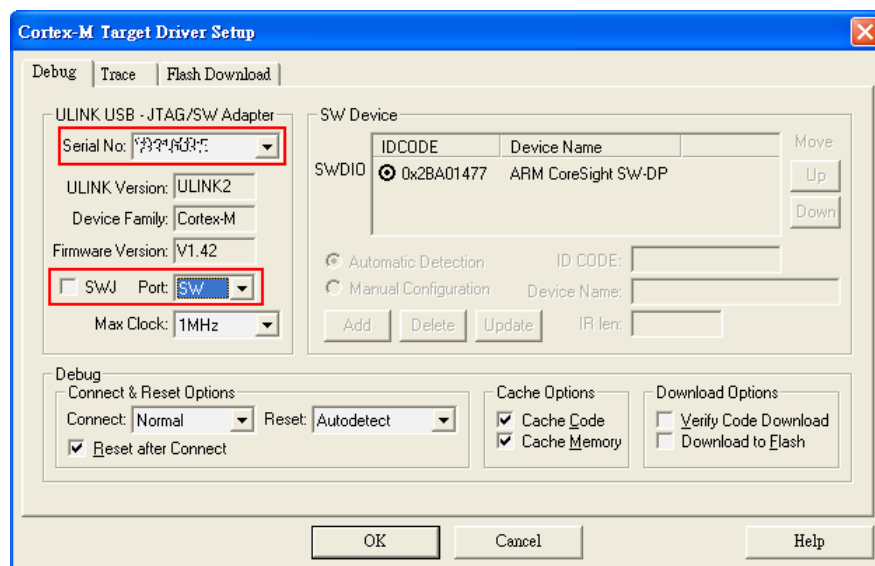 Cortex-M Target Driver Setup
Debug Trace Flash Download
ULINK USB - JTAG/SW Adapter
Serial No:
ULINK Version: ULINK2
Device Family: Cortex-M
Firmware Version: V1.42
SWJ Port: SW
Max Clock: 1MHz
SW Device
IDCODE Device Name Move
SWDIO 0x2BA01477 ARM CoreSight SW-DP Up
Down
Automatic Detection ID CODE:
Manual Configuration Device Name:
Add Delete Update IR len:
Debug
Connect & Reset Options
Connect: Normal Reset: Autodetect
Reset after Connect
Cache Options
Cache Code
Cache Memory
Download Options
Verify Code Download
Download to Flash
OK Cancel Help